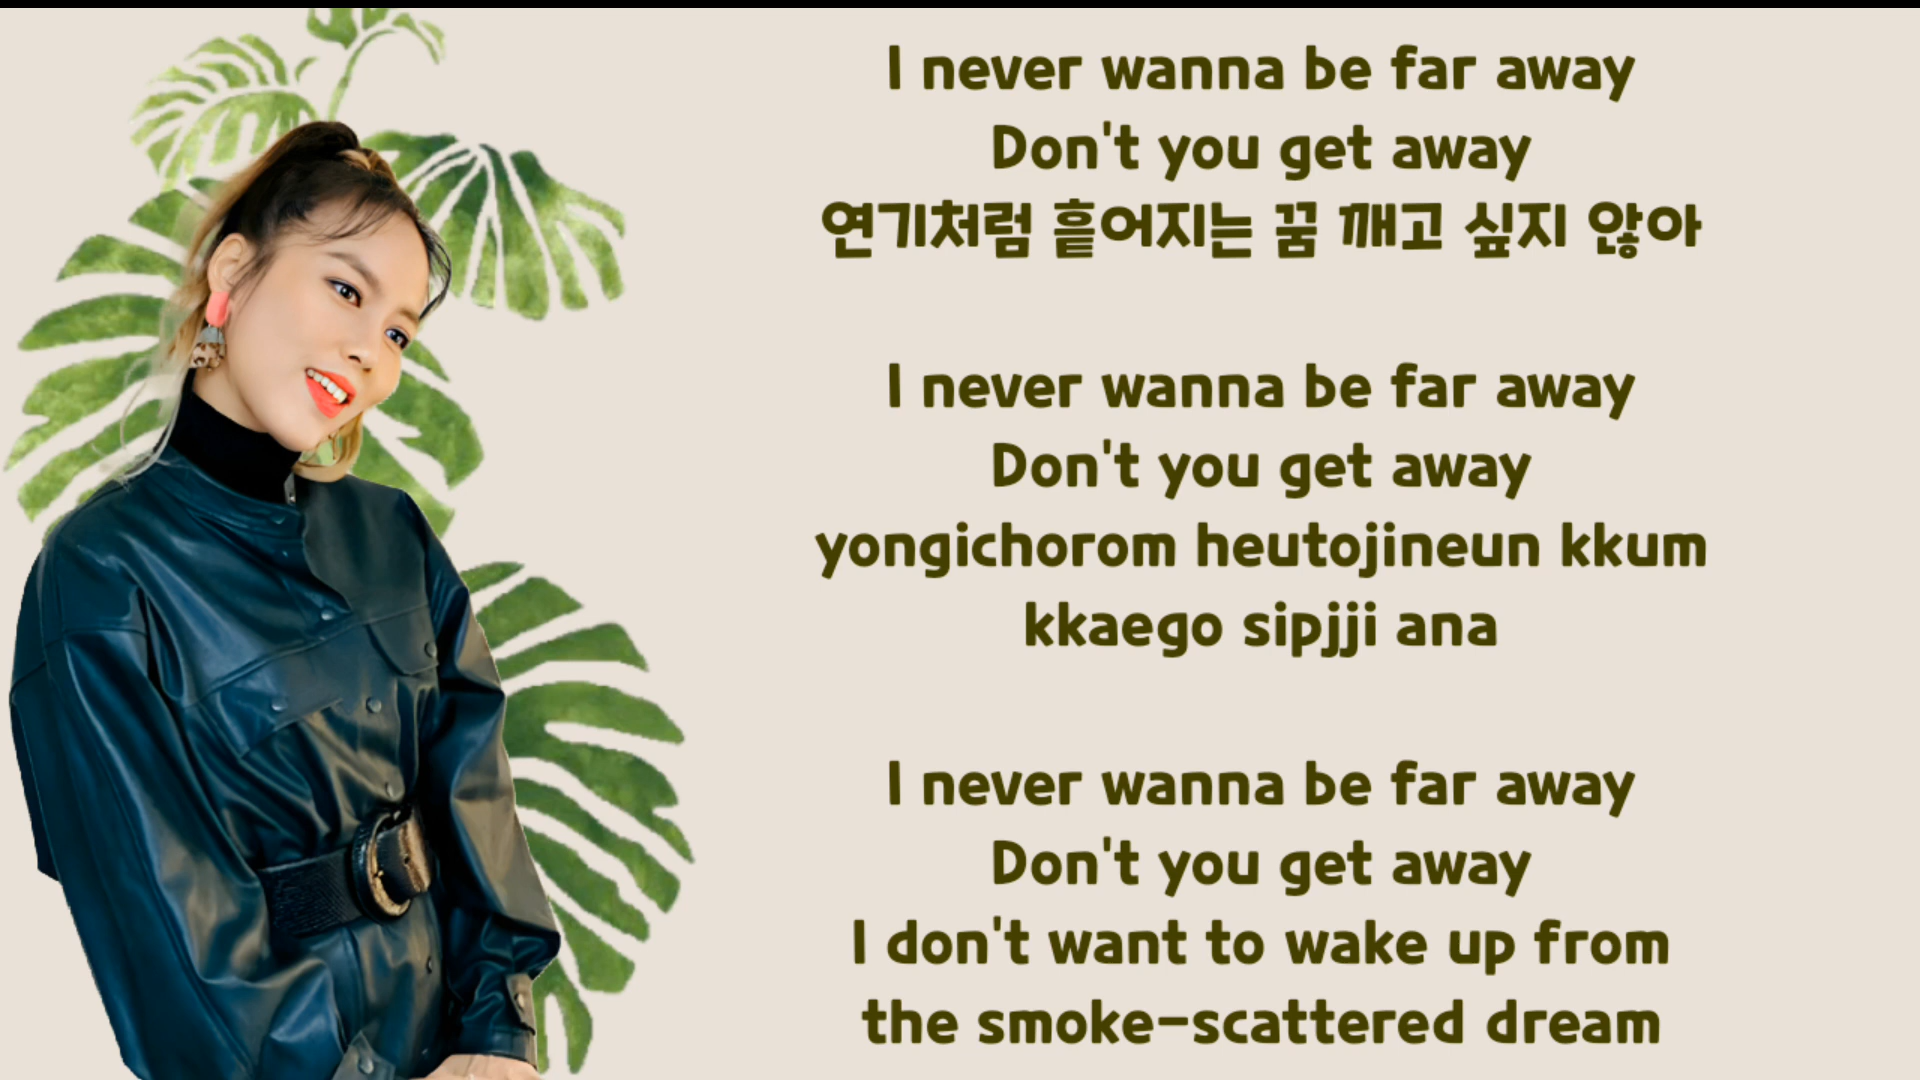 I never wanna be far away
Don't you get away
연기처럼 흩어지는 꿈 깨고 싶지 않아
I never wanna be far away
Don't you get away
yongichorom heutojineun kkum
kkaego sipjji ana
I never wanna be far away
Don't you get away
I don't want to wake up from
the smoke-scattered dream